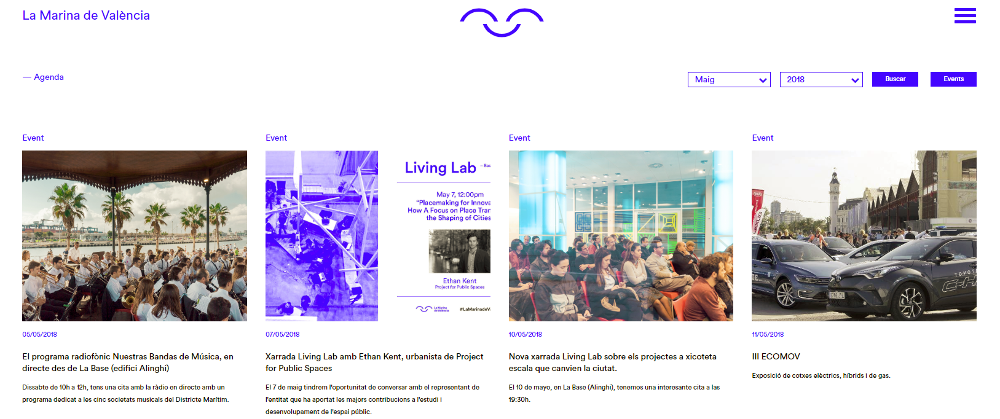 La Marina de València
— Agenda
Maig
2018
Buscar
Events
Event
Event
Event
Event
Living Lab
May 7, 12:00pm
"Placemaking for Innova
How A Focus on Place Tran
the Shaping of Cities
Ethan Kent
Project for Public Spaces
La Marina
de València
#LaMarinadeV
KIA
TOYOTA
C-H
05/05/2018
El programa radiofònic Nuestras Bandas de Música, en
directe des de La Base (edifici Alinghi)
Dissabte de 10h a 12h, tens una cita amb la ràdio en directe amb un
programa dedicat a les cinc societats musicals del Districte Marítim.
07/05/2018
Xarrada Living Lab amb Ethan Kent, urbanista de Project
for Public Spaces
El 7 de maig tindrem l'oportunitat de conversar amb el representant de
l'entitat que ha aportat les majors contribucions a l'estudi i
desenvolupament de l'espai públic.
10/05/2018
Nova xarrada Living Lab sobre els projectes a xicoteta
escala que canvien la ciutat.
El 10 de mayo, en La Base (Alinghi), tenemos una interesante cita a las
19:30h.
11/05/2018
III ECOMOV
Exposició de cotxes elèctrics, híbrids i de gas.